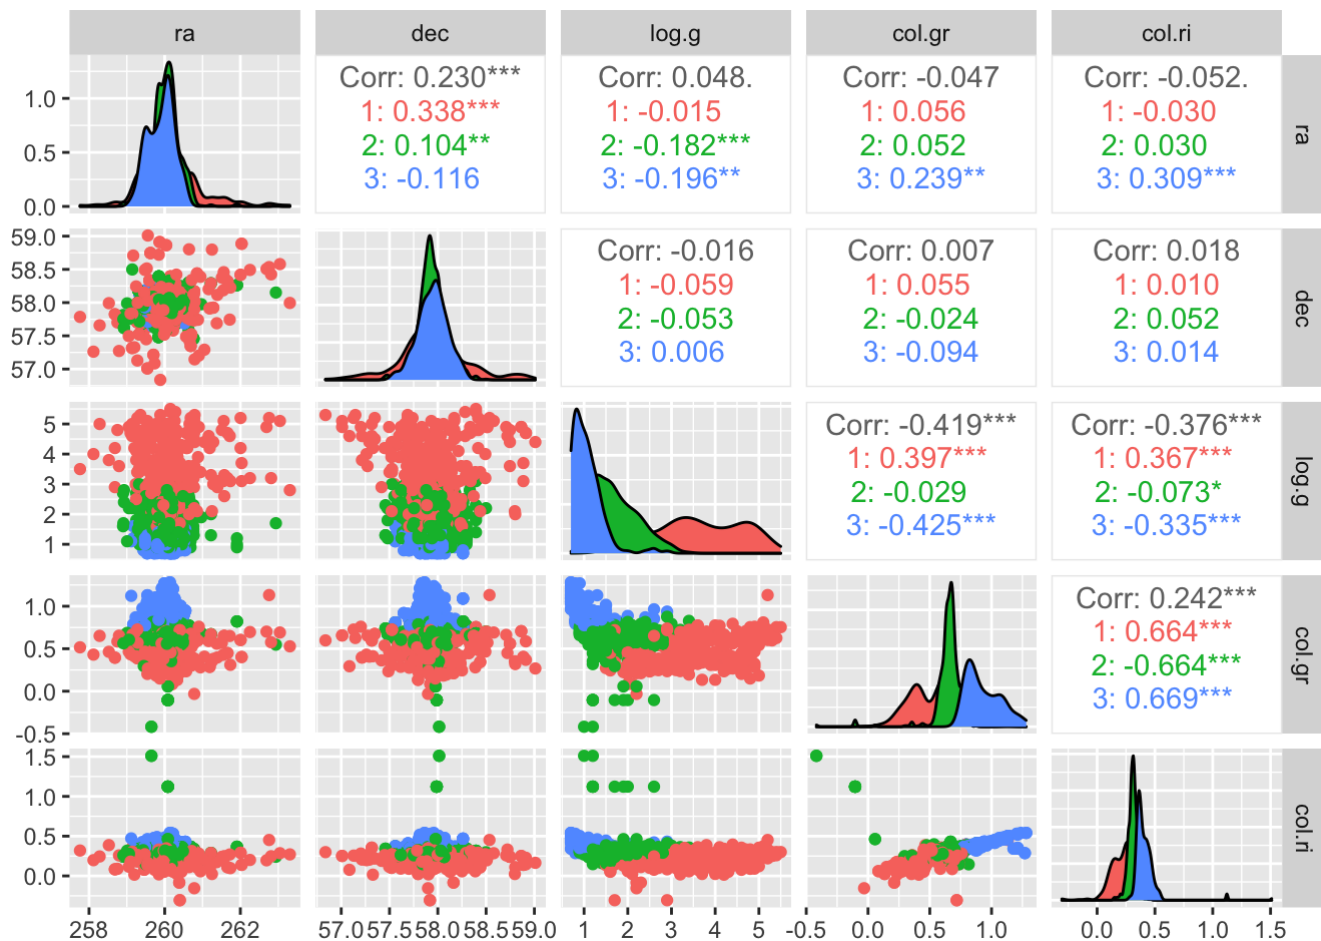 ra dec log.g col.gr col.ri
1.0
0.5
0.0
Corr: 0.230***
1: 0.338***
2: 0.104**
3: -0.116
Corr: 0.048.
1: -0.015
2: -0.182***
3: -0.196**
Corr: -0.047
1: 0.056
2: 0.052
3: 0.239**
Corr: -0.052.
1: -0.030
2: 0.030
3: 0.309***
ra
59.0
58.5
58.0
57.5
57.0
Corr: -0.016
1: -0.059
2: -0.053
3: 0.006
Corr: 0.007
1: 0.055
2: -0.024
3: -0.094
Corr: 0.018
1: 0.010
2: 0.052
3: 0.014
dec
5
4
3
2
1
Corr: -0.419***
1: 0.397***
2: -0.029
3: -0.425***
Corr: -0.376***
1: 0.367***
2: -0.073*
3: -0.335***
log.g
1.0
0.5
0.0
-0.5
Corr: 0.242***
1: 0.664***
2: -0.664***
3: 0.669***
col.gr
1.5
1.0
0.5
0.0
col.ri
258 260 262
57.0 57.5 58.0 58.5 59.0
1 2 3 4 5
-0.5 0.0 0.5 1.0
0.0 0.5 1.0 1.5